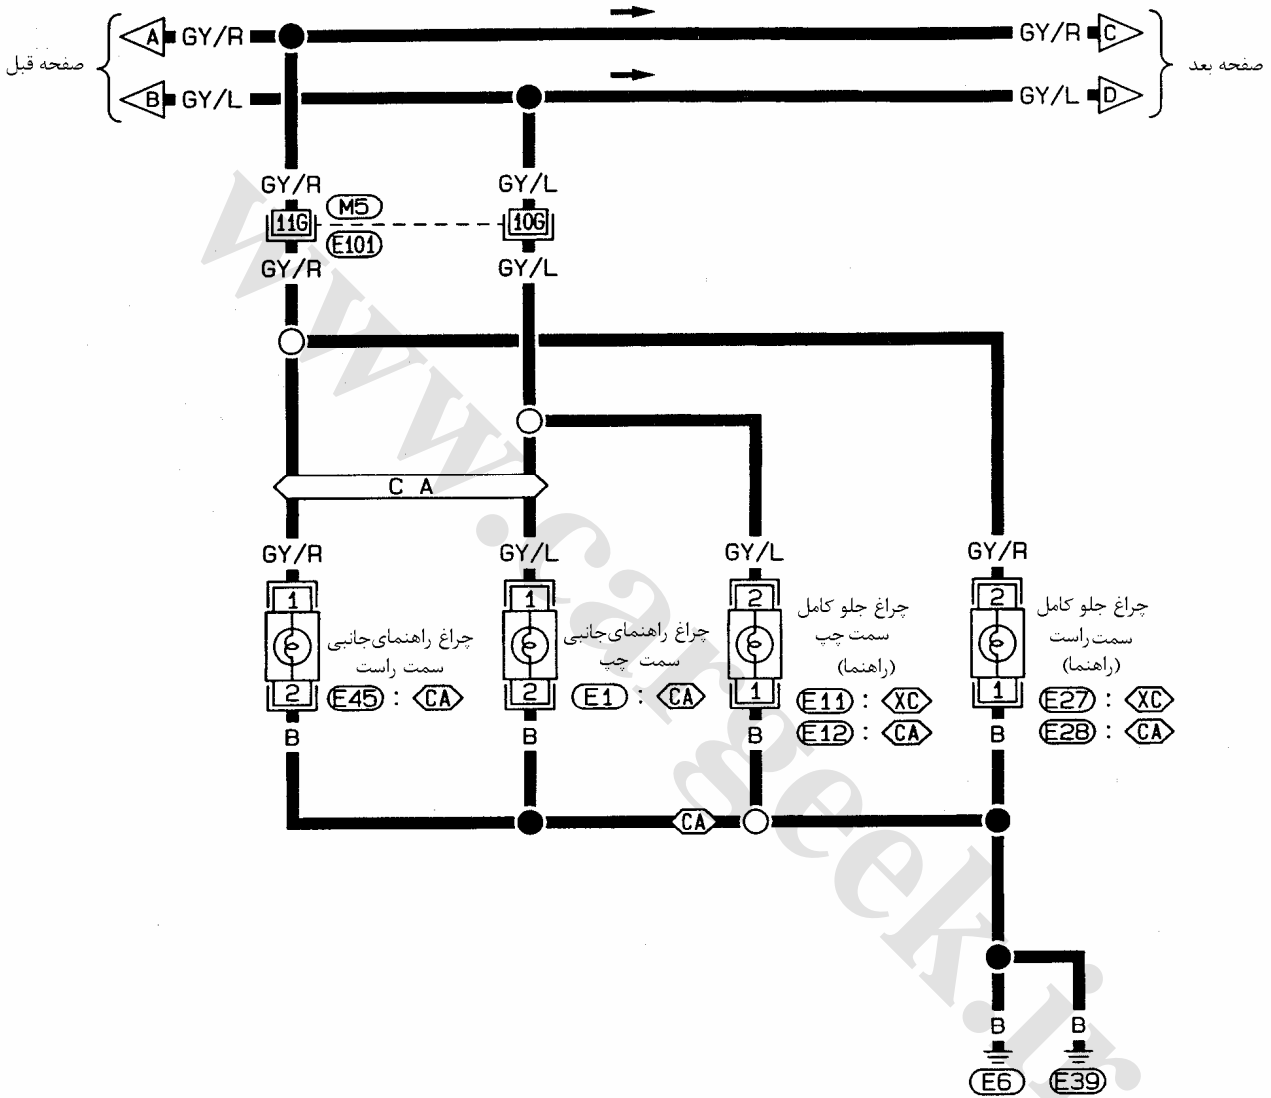 A GY/R GY/R C
صفحه قبل
صفحه بعد
B GY/L GY/L D
GY/R GY/L
11G M5 10G
E101
GY/R GY/L
C A
GY/R GY/L GY/L GY/R
1 1 2 2
چراغ راهنمای جانبی
سمت راست
E45 : CA
چراغ راهنمای جانبی
سمت چپ
E1 : CA
چراغ جلو کامل
سمت چپ
(راهنما)
E11 : XC
E12 : CA
چراغ جلو کامل
سمت راست
(راهنما)
E27 : XC
E28 : CA
2 2 1 1
B B B B
CA
B B
E6 E39
www.cargeek.ir